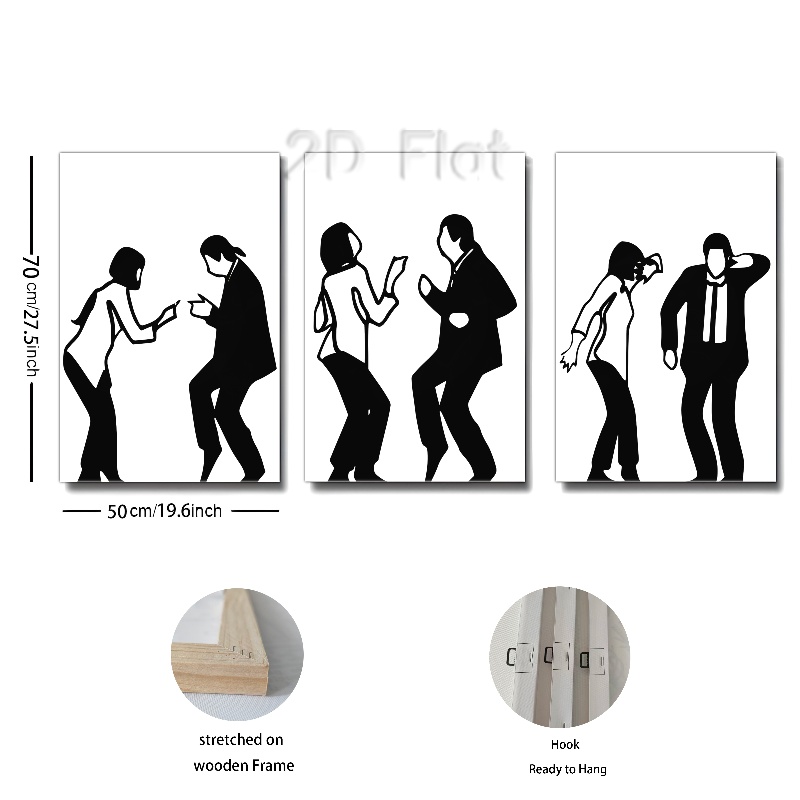 2D Flat
70 cm/27.5inch
50 cm/19.6inch
stretched on
wooden Frame
Hook
Ready to Hang